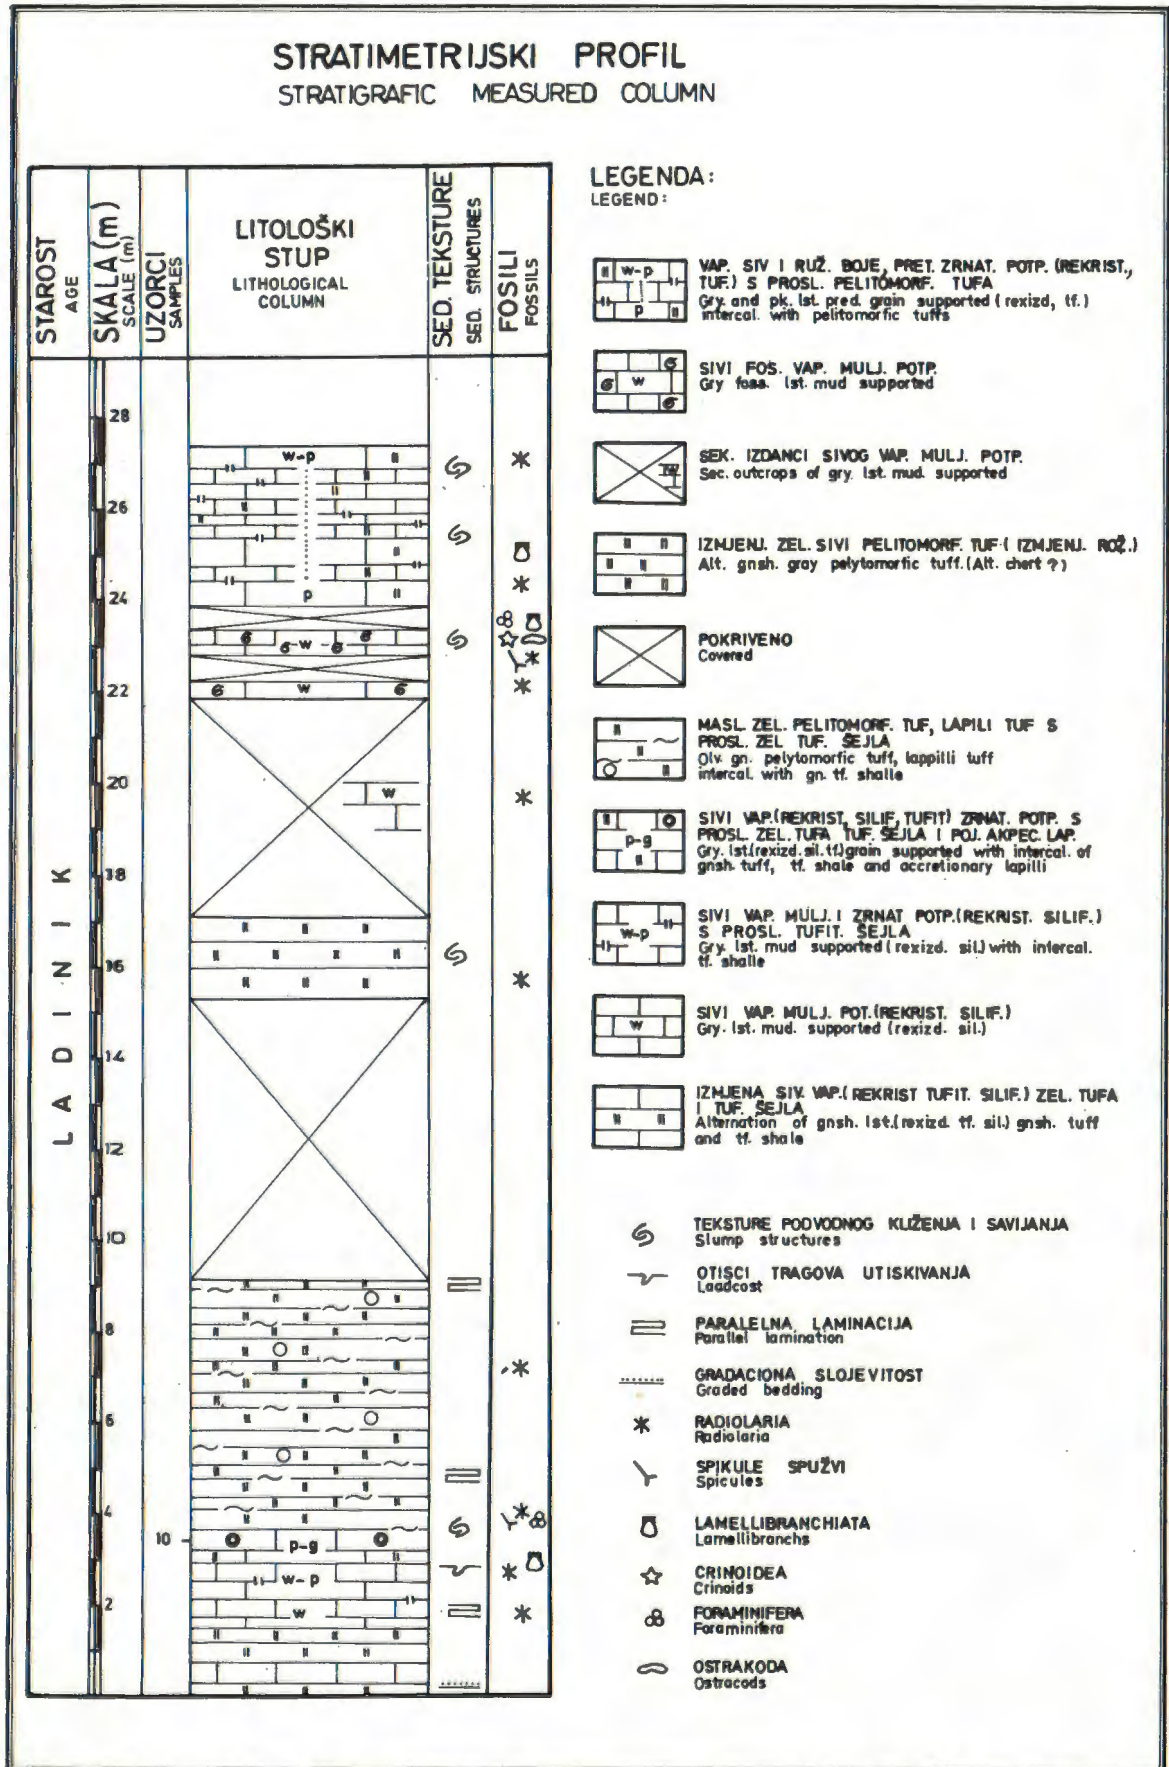 STRATIMETRIJSKI PROFIL
STRATIGRAFIC MEASURED COLUMN
STAROST
AGE
SKALA (m)
SCALE (m)
UZORCI
SAMPLES
LITOLOŠKI
STUP
LITHOLOGICAL
COLUMN
SED. TEKSTURE
SED. STRUCTURES
FOSILI
FOSSILS
LADINIK
28
26
24
22
20
18
16
14
12
10
8
6
4
2
10
w-p
p
w
w
w
p-g
w-p
w
LEGENDA:
LEGEND:
w-p
p
VAP. SIV I RUŽ. BOJE, PRET. ZRNAT. POTP. (REKRIST.,
TUF.) S PROSL. PELITOMORF. TUFA
Gry and pk. lst. pred. grain supported (rexizd, tf.)
intercal. with pelitomorfic tuffs
w
SIVI FOS. VAP. MULJ. POTP.
Gry foss. lst. mud supported
SEK. IZDANCI SIVOG VAP. MULJ. POTP.
Sec. outcrops of gry. lst. mud. supported
IZMJENJ. ZEL. SIVI PELITOMORF. TUF ( IZMJENJ. ROŽ.)
Alt. gnsh. gray pelytomorfic tuff. (Alt. chert ?)
POKRIVENO
Covered
MASL. ZEL. PELITOMORF. TUF, LAPILI TUF S
PROSL. ZEL TUF. ŠEJLA
Olv. gn. pelytomorfic tuff, lappilli tuff
intercal. with gn. tf. shalle
p-g
SIVI VAP.(REKRIST, SILIF, TUFIT) ZRNAT. POTP. S
PROSL. ZEL. TUFA TUF. ŠEJLA I POJ. AKPEC. LAP.
Gry. lst.(rexizd. sil. tf.) grain supported with intercal. of
gnsh. tuff, tf. shale and accretionary lapilli
w-p
SIVI VAP. MULJ. I ZRNAT POTP.(REKRIST. SILIF.)
S PROSL. TUFIT. ŠEJLA
Gry. lst. mud supported (rexizd. sil.) with intercal.
tf. shalle
w
SIVI VAP. MULJ. POT. (REKRIST. SILIF.)
Gry. lst. mud. supported (rexizd. sil.)
IZMJENA SIV. VAP.( REKRIST TUFIT. SILIF.) ZEL. TUFA
I TUF. ŠEJLA
Alternation of gnsh. lst.(rexizd. tf. sil.) gnsh. tuff
and tf. shale
TEKSTURE PODVODNOG KLIŽENJA I SAVIJANJA
Slump structures
OTISCI TRAGOVA UTISKIVANJA
Loadcost
PARALELNA LAMINACIJA
Parallel lamination
GRADACIONA SLOJEVITOST
Graded bedding
RADIOLARIA
Radiolaria
SPIKULE SPUŽVI
Spicules
LAMELLIBRANCHIATA
Lamellibranchs
CRINOIDEA
Crinoids
FORAMINIFERA
Foraminifera
OSTRAKODA
Ostracods